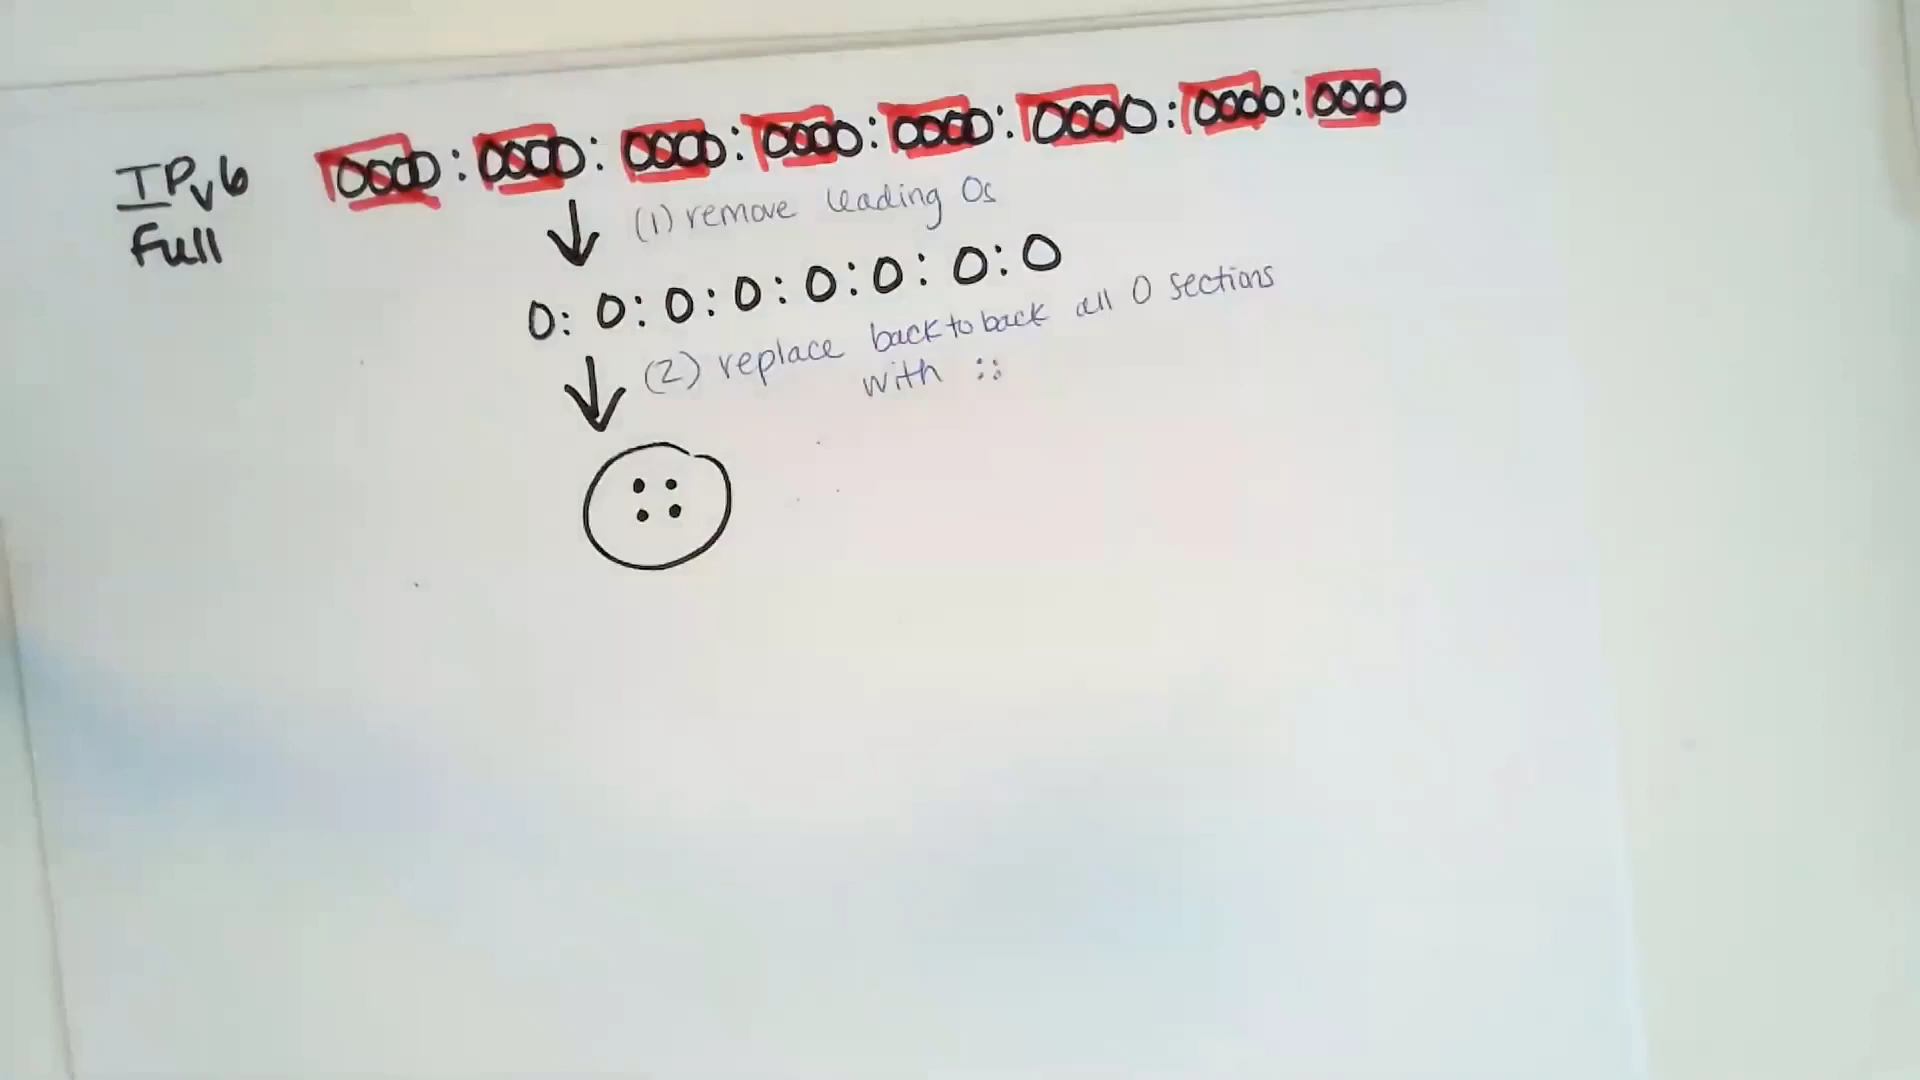 IPv6 0000:0000:0000:0000:0000:0000:0000:0000
Full
(1) remove leading 0s
0:0:0:0:0:0:0:0
(2) replace back to back all 0 sections
with ::
::